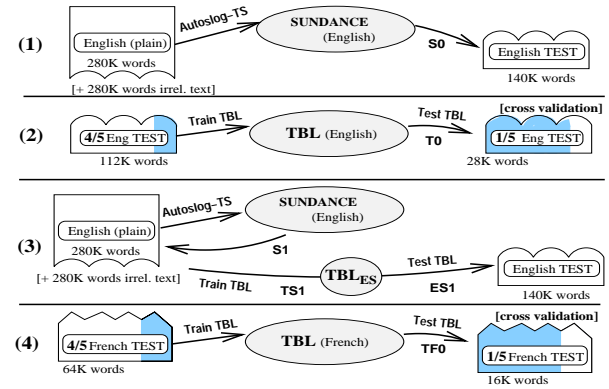 (1)
English (plain)
280K words
[+ 280K words irrel. text]
Autoslog–TS
SUNDANCE
(English)
S0
English TEST
140K words
(2)
4/5 Eng TEST
112K words
Train TBL
TBL (English)
Test TBL
T0
[cross validation]
1/5 Eng TEST
28K words
(3)
English (plain)
280K words
[+ 280K words irrel. text]
Autoslog–TS
SUNDANCE
(English)
S1
Train TBL
TS1
TBLES
Test TBL
ES1
English TEST
140K words
(4)
4/5 French TEST
64K words
Train TBL
TBL (French)
Test TBL
TF0
[cross validation]
1/5 French TEST
16K words